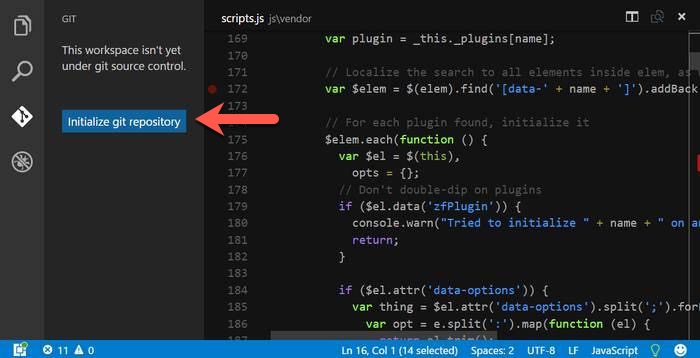 GIT
This workspace isn't yet
under git source control.
Initialize git repository
scripts.js js\vendor
169 var plugin = _this._plugins[name];
170
171 // Localize the search to all elements inside elem, as
172 var $elem = $(elem).find('[data-' + name + ']').addBack
173
// For each plugin found, initialize it
175 $elem.each(function () {
176 var $el = $(this),
177 opts = {};
178 // Don't double-dip on plugins
179 if ($el.data('zfPlugin')) {
180 console.warn("Tried to initialize " + name + " on
181 return;
182 }
183
184 if ($el.attr('data-options')) {
185 var thing = $el.attr('data-options').split(';').for
186 var opt = e.split(':').map(function (el) {
187 return el.trim();
11 0
Ln 16, Col 1 (14 selected) Spaces: 2 UTF-8 LF JavaScript